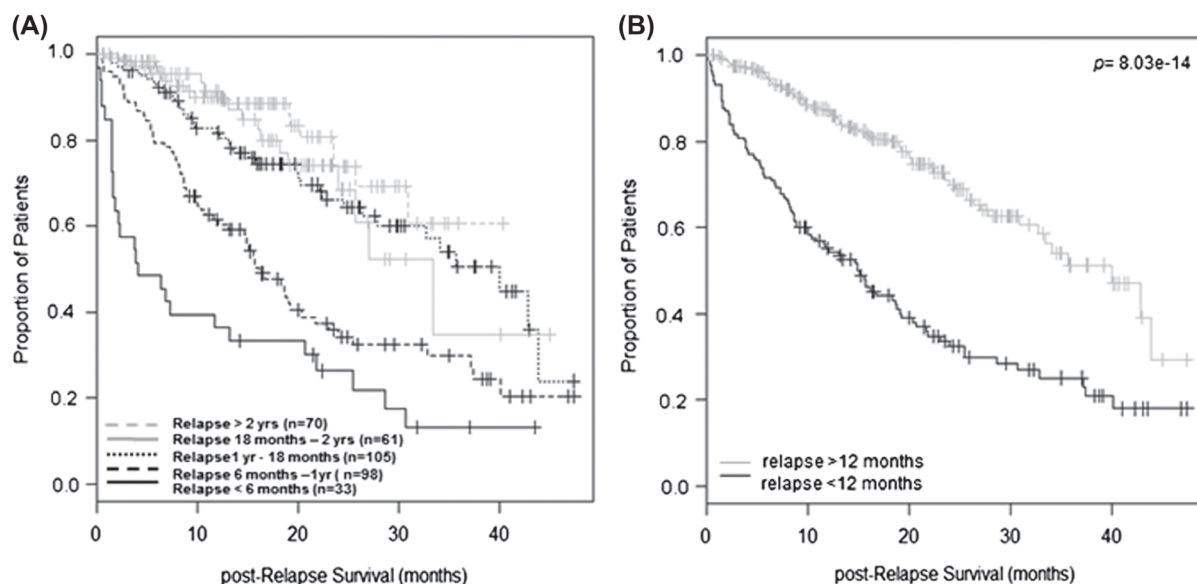 (A)
1.0
0.8
0.6
0.4
0.2
0.0
Proportion of Patients
Relapse > 2 yrs (n=70)
Relapse 18 months – 2 yrs (n=61)
Relapse1 yr - 18 months (n=105)
Relapse 6 months –1yr ( n=98)
Relapse < 6 months (n=33)
0 10 20 30 40
post-Relapse Survival (months)
(B)
p= 8.03e-14
1.0
0.8
0.6
0.4
0.2
0.0
Proportion of Patients
relapse >12 months
relapse <12 months
0 10 20 30 40
post-Relapse Survival (months)